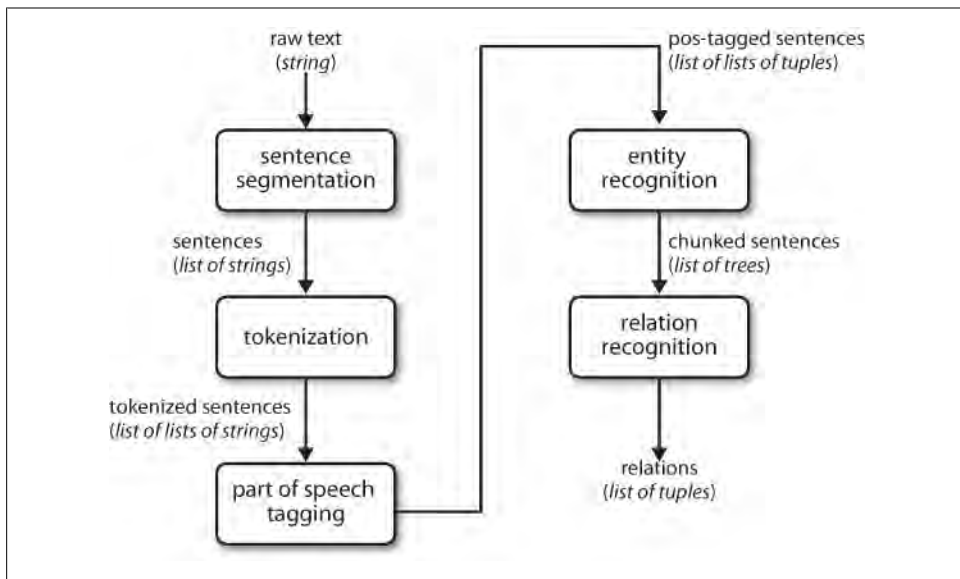 raw text
(string)
sentence
segmentation
sentences
(list of strings)
tokenization
tokenized sentences
(list of lists of strings)
part of speech
tagging
pos-tagged sentences
(list of lists of tuples)
entity
recognition
chunked sentences
(list of trees)
relation
recognition
relations
(list of tuples)